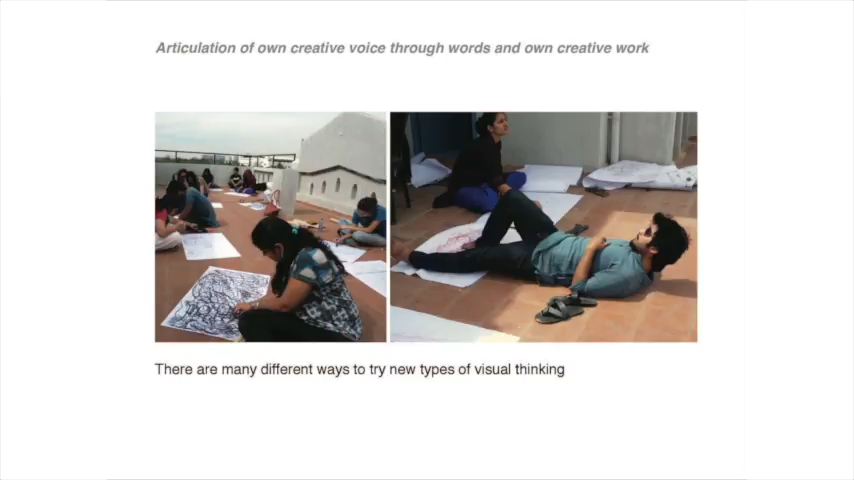 Articulation of own creative voice through words and own creative work
There are many different ways to try new types of visual thinking